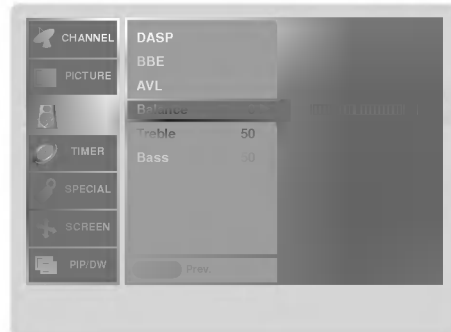 CHANNEL
PICTURE
TIMER
SPECIAL
SCREEN
PIP/DW
DASP
BBE
AVL
Balance
Treble 50
Bass 50
Prev.